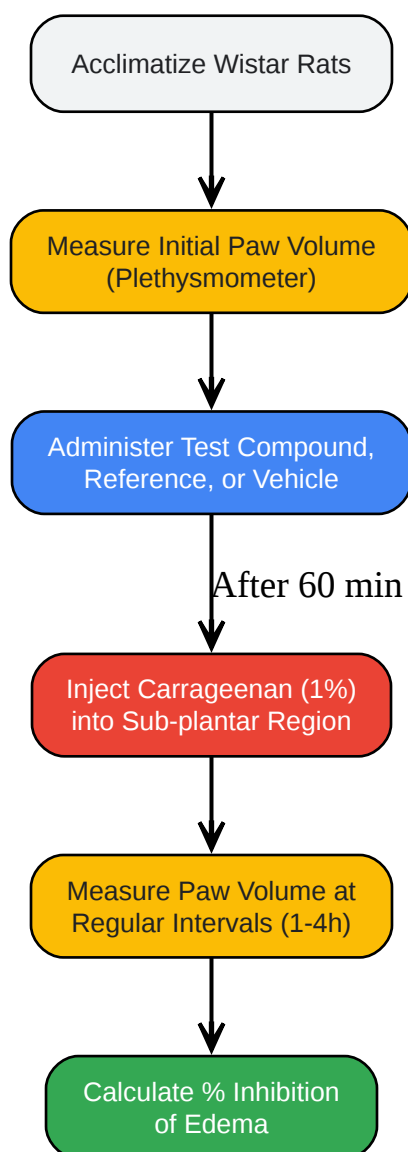 Acclimatize Wistar Rats
Measure Initial Paw Volume
(Plethysmometer)
Administer Test Compound,
Reference, or Vehicle
After 60 min
Inject Carrageenan (1%)
into Sub-plantar Region
Measure Paw Volume at
Regular Intervals (1-4h)
Calculate % Inhibition
of Edema